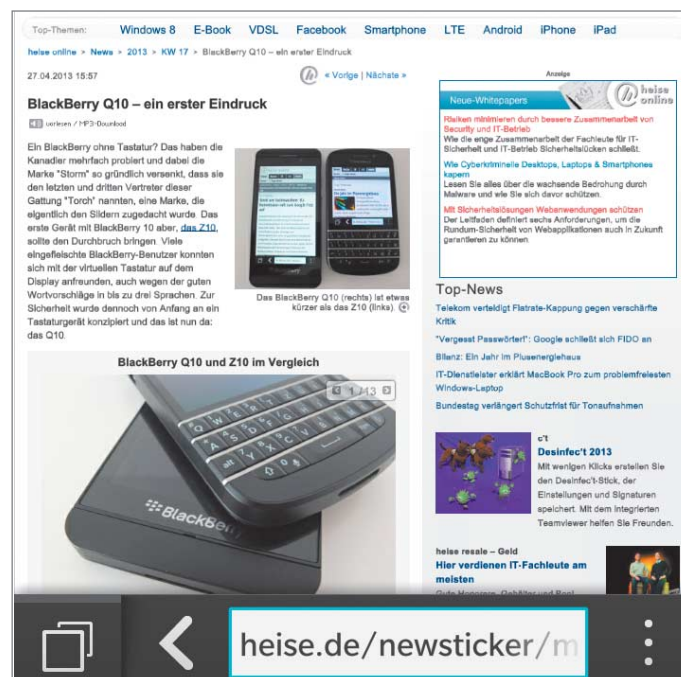 Top-Themen: Windows 8 E-Book VDSL Facebook Smartphone LTE Android iPhone iPad
heise online > News > 2013 > KW 17 > BlackBerry Q10 – ein erster Eindruck
27.04.2013 15:57
« Vorige | Nächste »
BlackBerry Q10 – ein erster Eindruck
vorlesen / MP3-Download
Ein BlackBerry ohne Tastatur? Das haben die
Kanadier mehrfach probiert und dabei die
Marke "Storm" so gründlich versenkt, dass sie
den letzten und dritten Vertreter dieser
Gattung "Torch" nannten, eine Marke, die
eigentlich den Slidern zugedacht wurde. Das
erste Gerät mit BlackBerry 10 aber, das Z10,
sollte den Durchbruch bringen. Viele
eingefleischte BlackBerry-Benutzer konnten
sich mit der virtuellen Tastatur auf dem
Display anfreunden, auch wegen der guten
Wortvorschläge in bis zu drei Sprachen. Zur
Sicherheit wurde dennoch von Anfang an ein
Tastaturgerät konzipiert und das ist nun da:
das Q10.
Das BlackBerry Q10 (rechts) ist etwas
kürzer als das Z10 (links).
BlackBerry Q10 und Z10 im Vergleich
1 / 13
BlackBerry
Anzeige
Neue-Whitepapers
heise
online
Risiken minimieren durch bessere Zusammenarbeit von
Security und IT-Betrieb
Wie die enge Zusammenarbeit der Fachleute für IT-
Sicherheit und IT-Betrieb Sicherheitslücken schließt.
Wie Cyberkriminelle Desktops, Laptops & Smartphones
kapern
Lesen Sie alles über die wachsende Bedrohung durch
Malware und wie Sie sich davor schützen.
Mit Sicherheitslösungen Webanwendungen schützen
Der Leitfaden definiert sechs Anforderungen, um die
Rundum-Sicherheit von Webapplikationen auch in Zukunft
garantieren zu können.
Top-News
Telekom verteidigt Flatrate-Kappung gegen verschärfte
Kritik
"Vergesst Passwörter!": Google schließt sich FIDO an
Bilanz: Ein Jahr im Plusenergiehaus
IT-Dienstleister erklärt MacBook Pro zum problemfreiesten
Windows-Laptop
Bundestag verlängert Schutzfrist für Tonaufnahmen
c't
Desinfec't 2013
Mit wenigen Klicks erstellen Sie
den Desinfec't-Stick, der
Einstellungen und Signaturen
speichert. Mit dem integrierten
Teamviewer helfen Sie Freunden.
heise resale – Geld
Hier verdienen IT-Fachleute am
meisten
heise.de/newsticker/m